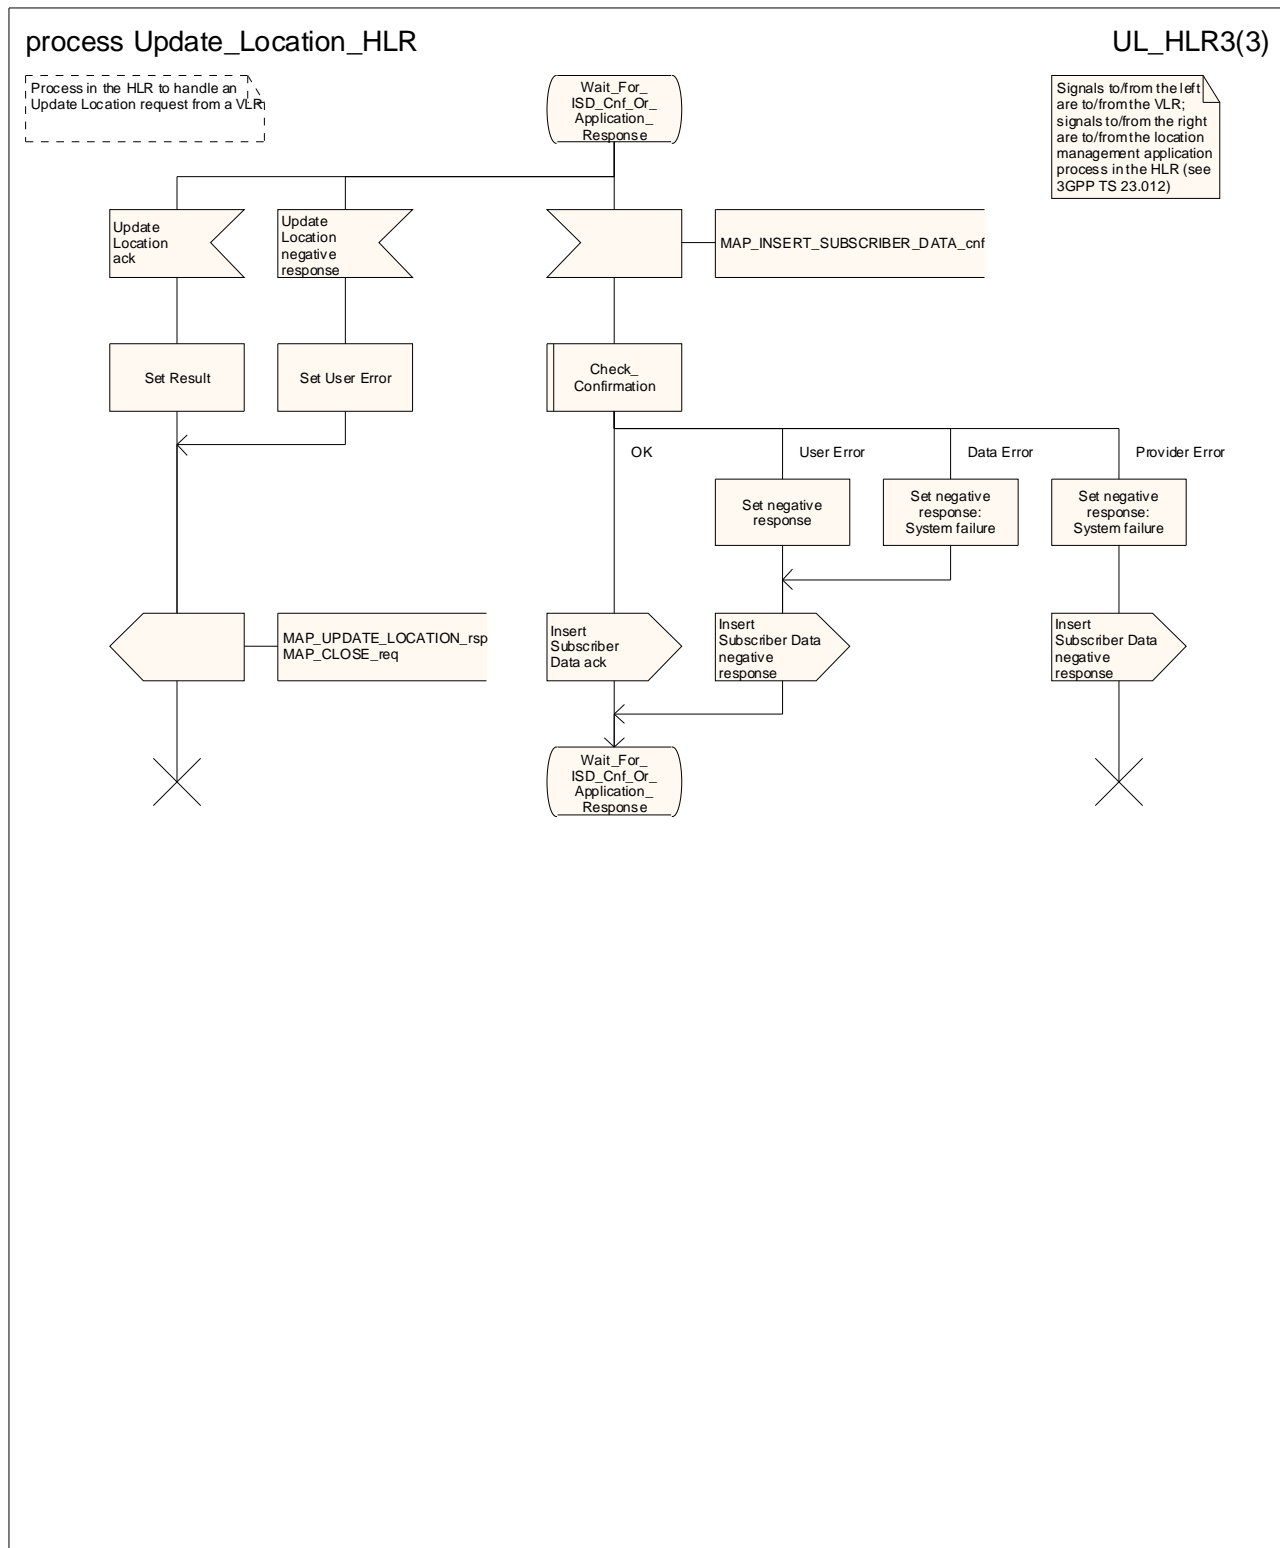 process Update_Location_HLR
UL_HLR3(3)
Process in the HLR to handle an
Update Location request from a VLR
Wait_For_
ISD_Cnf_Or_
Application_
Response
Signals to/from the left
are to/from the VLR;
signals to/from the right
are to/from the location
management application
process in the HLR (see
3GPP TS 23.012)
Update
Location
ack
Update
Location
negative
response
MAP_INSERT_SUBSCRIBER_DATA_cnf
Set Result
Set User Error
Check_
Confirmation
OK
User Error
Data Error
Provider Error
Set negative
response
Set negative
response:
System failure
Set negative
response:
System failure
MAP_UPDATE_LOCATION_rsp
MAP_CLOSE_req
Insert
Subscriber
Data ack
Insert
Subscriber Data
negative
response
Insert
Subscriber Data
negative
response
Wait_For_
ISD_Cnf_Or_
Application_
Response